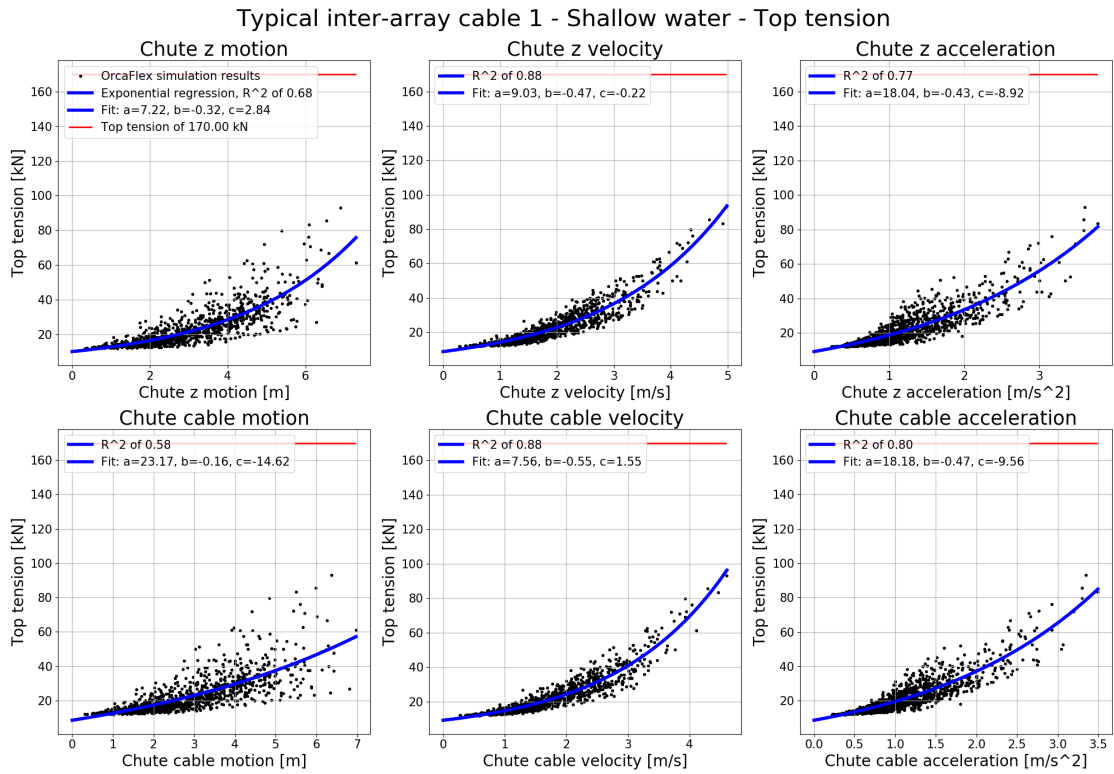 Typical inter-array cable 1 - Shallow water - Top tension
Chute z motion
Top tension [kN]
160
140
120
100
80
60
40
20
OrcaFlex simulation results
Exponential regression, R^2 of 0.68
Fit: a=7.22, b=-0.32, c=2.84
Top tension of 170.00 kN
0 2 4 6
Chute z motion [m]
Chute z velocity
Top tension [kN]
160
140
120
100
80
60
40
20
R^2 of 0.88
Fit: a=9.03, b=-0.47, c=-0.22
0 1 2 3 4 5
Chute z velocity [m/s]
Chute z acceleration
Top tension [kN]
160
140
120
100
80
60
40
20
R^2 of 0.77
Fit: a=18.04, b=-0.43, c=-8.92
0 1 2 3
Chute z acceleration [m/s^2]
Chute cable motion
Top tension [kN]
160
140
120
100
80
60
40
20
R^2 of 0.58
Fit: a=23.17, b=-0.16, c=-14.62
0 1 2 3 4 5 6 7
Chute cable motion [m]
Chute cable velocity
Top tension [kN]
160
140
120
100
80
60
40
20
R^2 of 0.88
Fit: a=7.56, b=-0.55, c=1.55
0 1 2 3 4
Chute cable velocity [m/s]
Chute cable acceleration
Top tension [kN]
160
140
120
100
80
60
40
20
R^2 of 0.80
Fit: a=18.18, b=-0.47, c=-9.56
0.0 0.5 1.0 1.5 2.0 2.5 3.0 3.5
Chute cable acceleration [m/s^2]